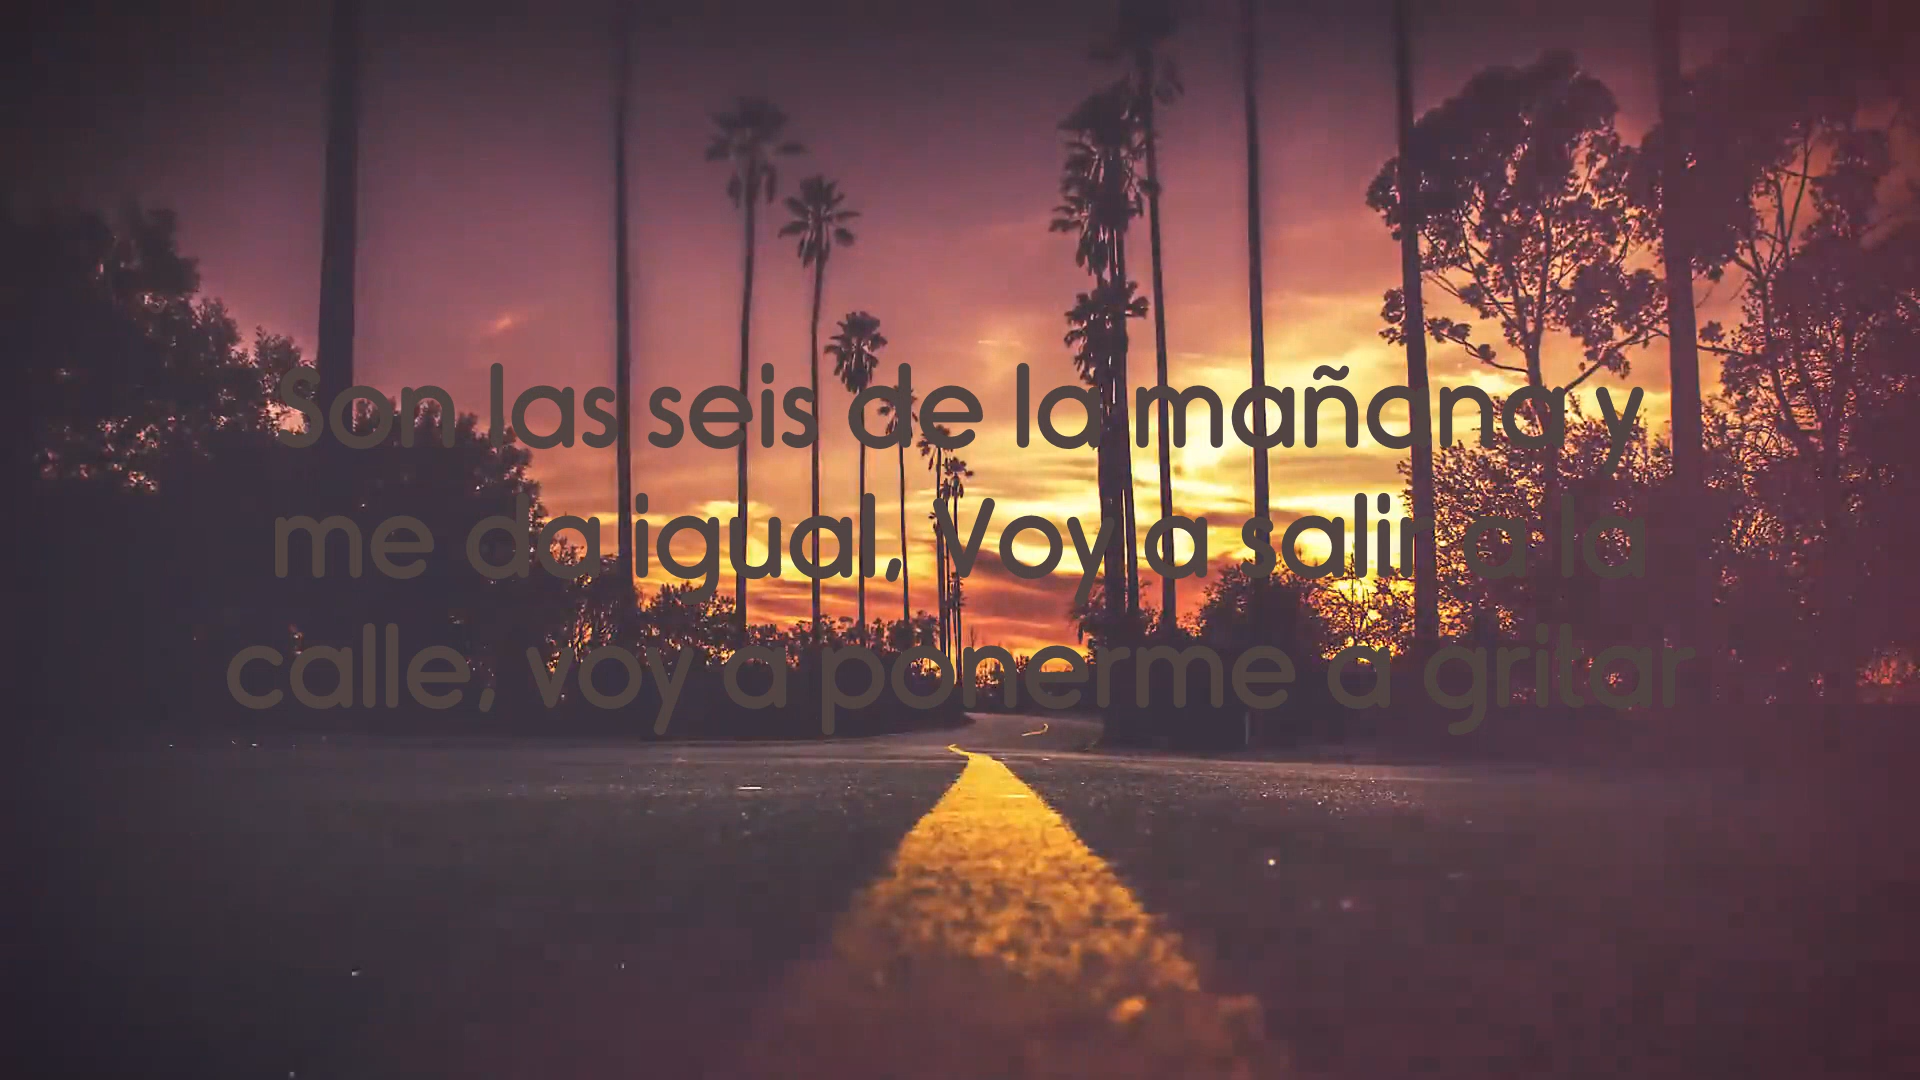 Son las seis de la mañana y
me da igual, Voy a salir a la
calle, voy a ponerme a gritar